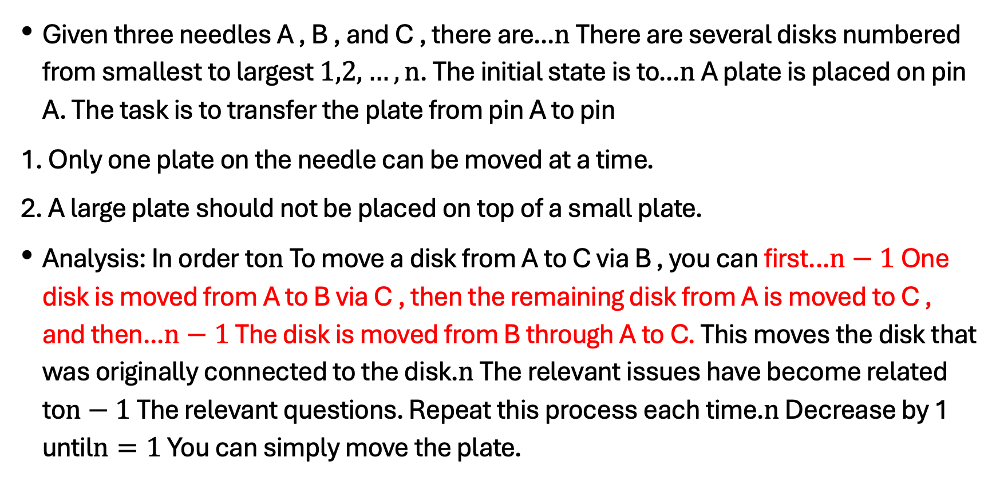 • Given three needles A , B , and C , there are...n There are several disks numbered
from smallest to largest 1,2, ... , n. The initial state is to...n A plate is placed on pin
A. The task is to transfer the plate from pin A to pin
1. Only one plate on the needle can be moved at a time.
2. A large plate should not be placed on top of a small plate.
• Analysis: In order ton To move a disk from A to C via B , you can first...n − 1 One
disk is moved from A to B via C , then the remaining disk from A is moved to C ,
and then...n − 1 The disk is moved from B through A to C. This moves the disk that
was originally connected to the disk.n The relevant issues have become related
ton − 1 The relevant questions. Repeat this process each time.n Decrease by 1
untiln = 1 You can simply move the plate.